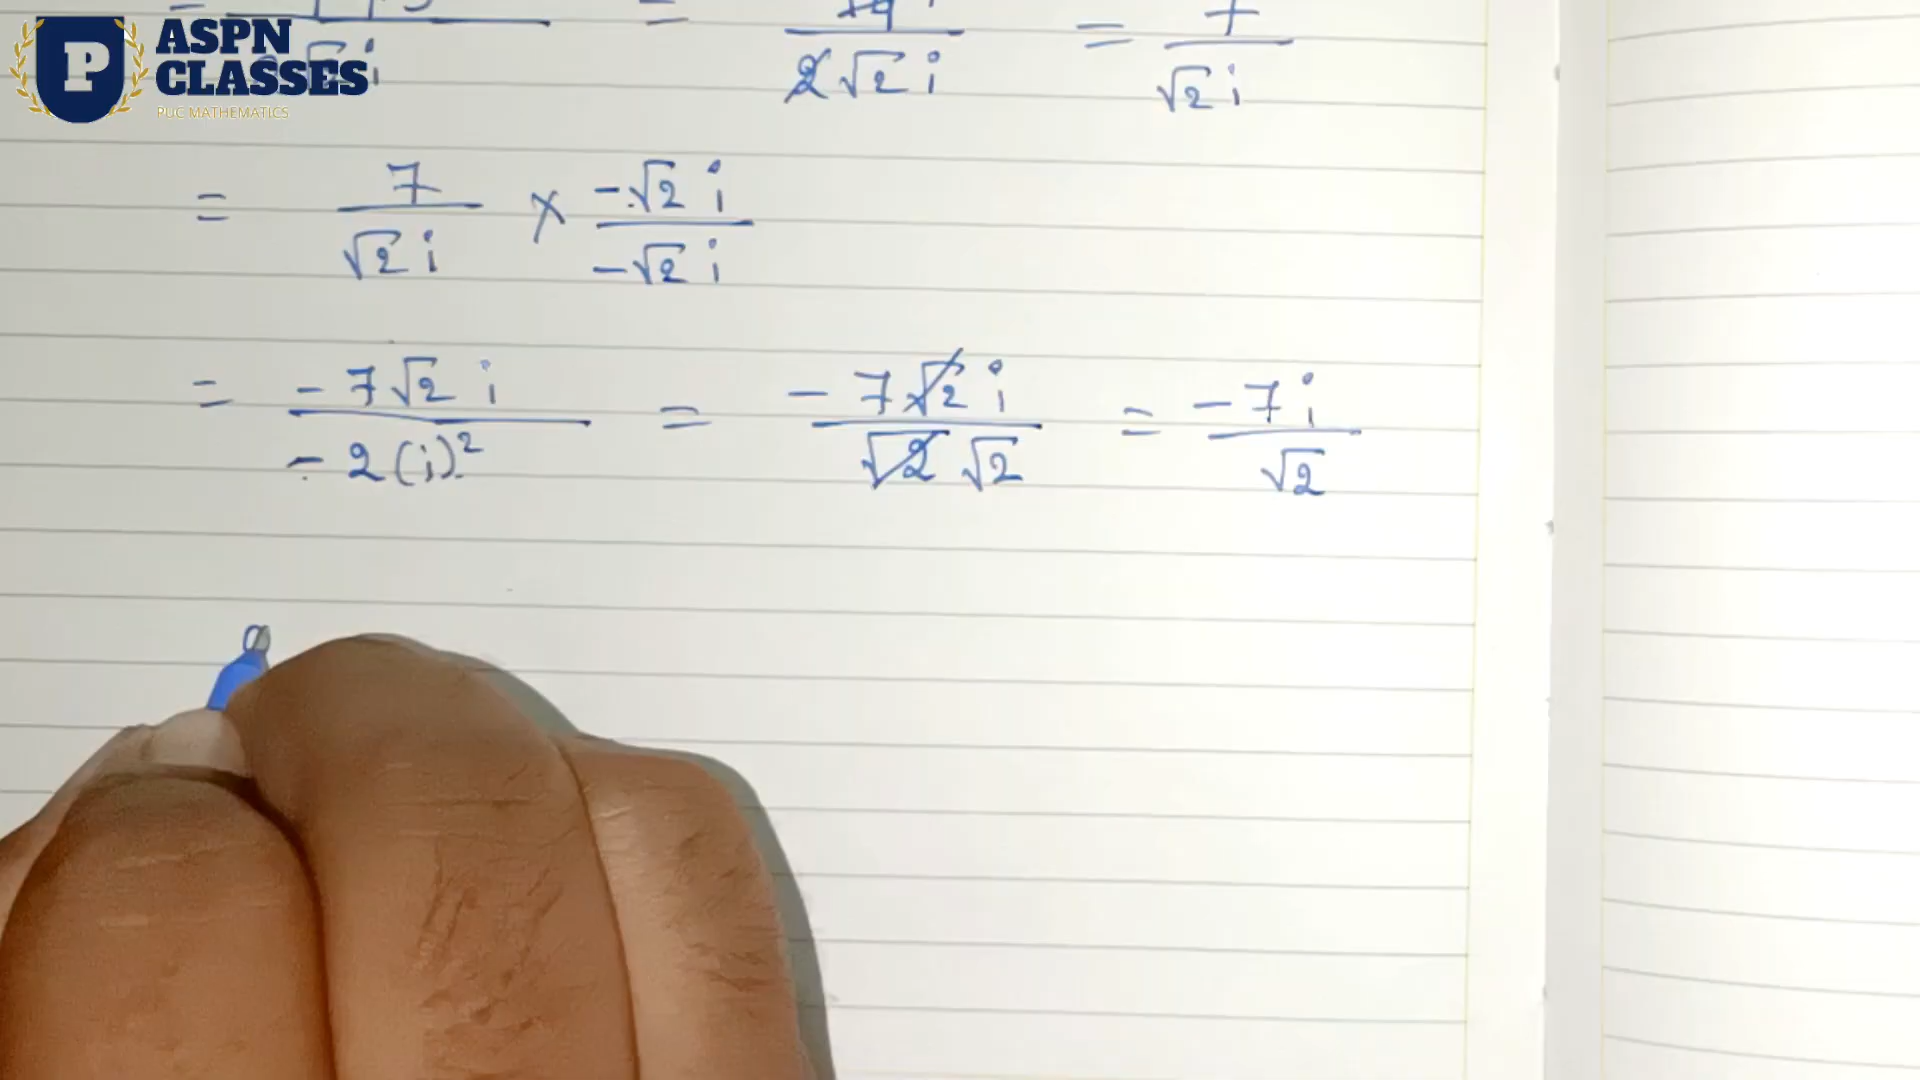 ASPN
CLASSES
PUC MATHEMATICS
P
= = 14 / 2√2 i = 7 / √2 i
= 7 / √2 i × -√2 i / -√2 i
= -7√2 i / -2(i)² = -7√2 i / √2 √2 = -7i / √2